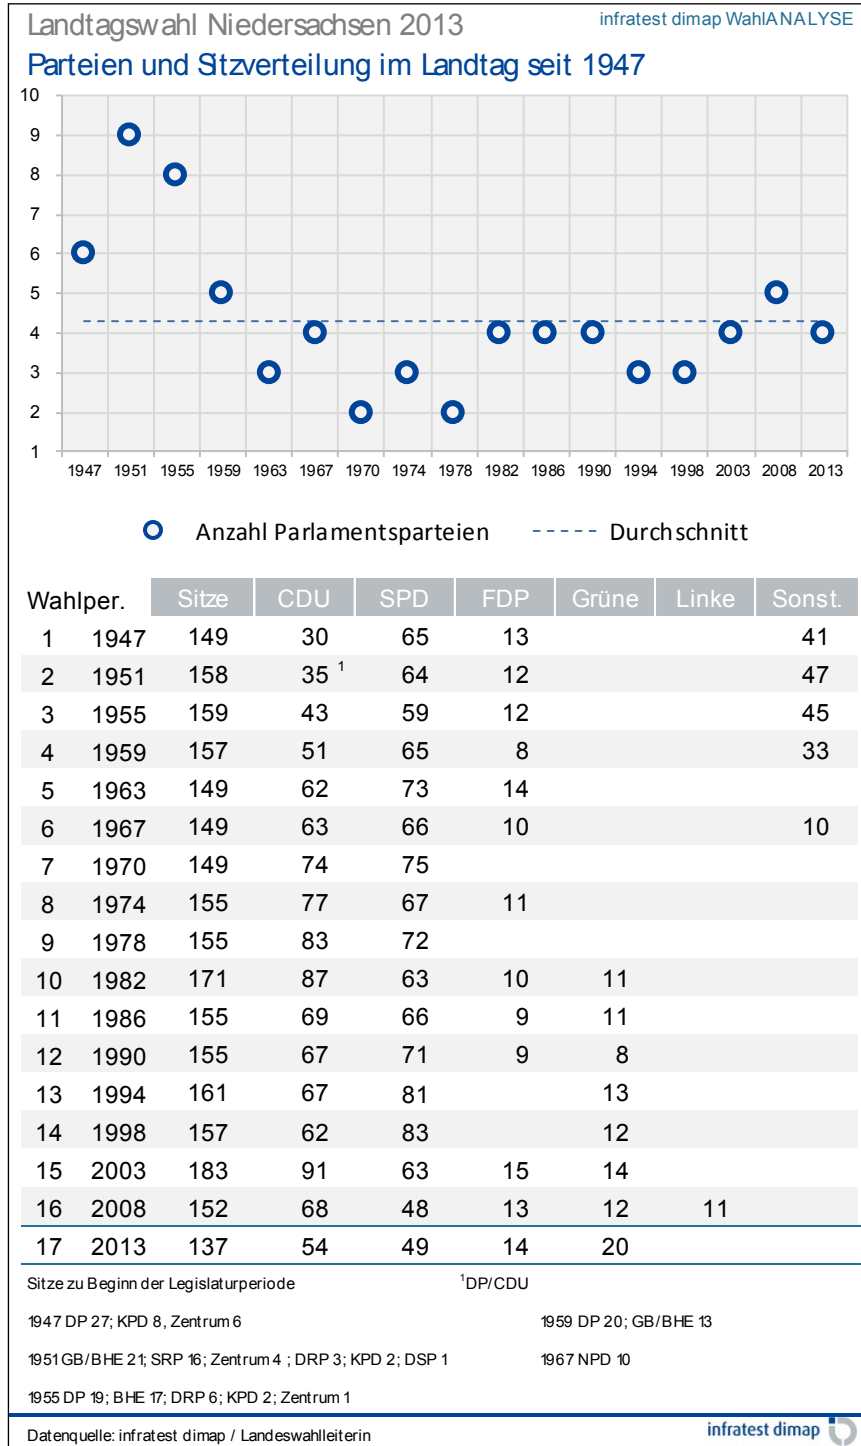 Landtagswahl Niedersachsen 2013
infratest dimap WahlANALYSE
Parteien und Sitzverteilung im Landtag seit 1947
10
9
8
7
6
5
4
3
2
1
1947 1951 1955 1959 1963 1967 1970 1974 1978 1982 1986 1990 1994 1998 2003 2008 2013
Anzahl Parlamentsparteien ----- Durchschnitt
Wahlper. Sitze CDU SPD FDP Grüne Linke Sonst.
1 1947 149 30 65 13 41
2 1951 158 35 ¹ 64 12 47
3 1955 159 43 59 12 45
4 1959 157 51 65 8 33
5 1963 149 62 73 14
6 1967 149 63 66 10 10
7 1970 149 74 75
8 1974 155 77 67 11
9 1978 155 83 72
10 1982 171 87 63 10 11
11 1986 155 69 66 9 11
12 1990 155 67 71 9 8
13 1994 161 67 81 13
14 1998 157 62 83 12
15 2003 183 91 63 15 14
16 2008 152 68 48 13 12 11
17 2013 137 54 49 14 20
Sitze zu Beginn der Legislaturperiode ¹DP/CDU
1947 DP 27; KPD 8, Zentrum 6 1959 DP 20; GB/BHE 13
1951 GB/BHE 21; SRP 16; Zentrum 4 ; DRP 3; KPD 2; DSP 1 1967 NPD 10
1955 DP 19; BHE 17; DRP 6; KPD 2; Zentrum 1
Datenquelle: infratest dimap / Landeswahlleiterin
infratest dimap